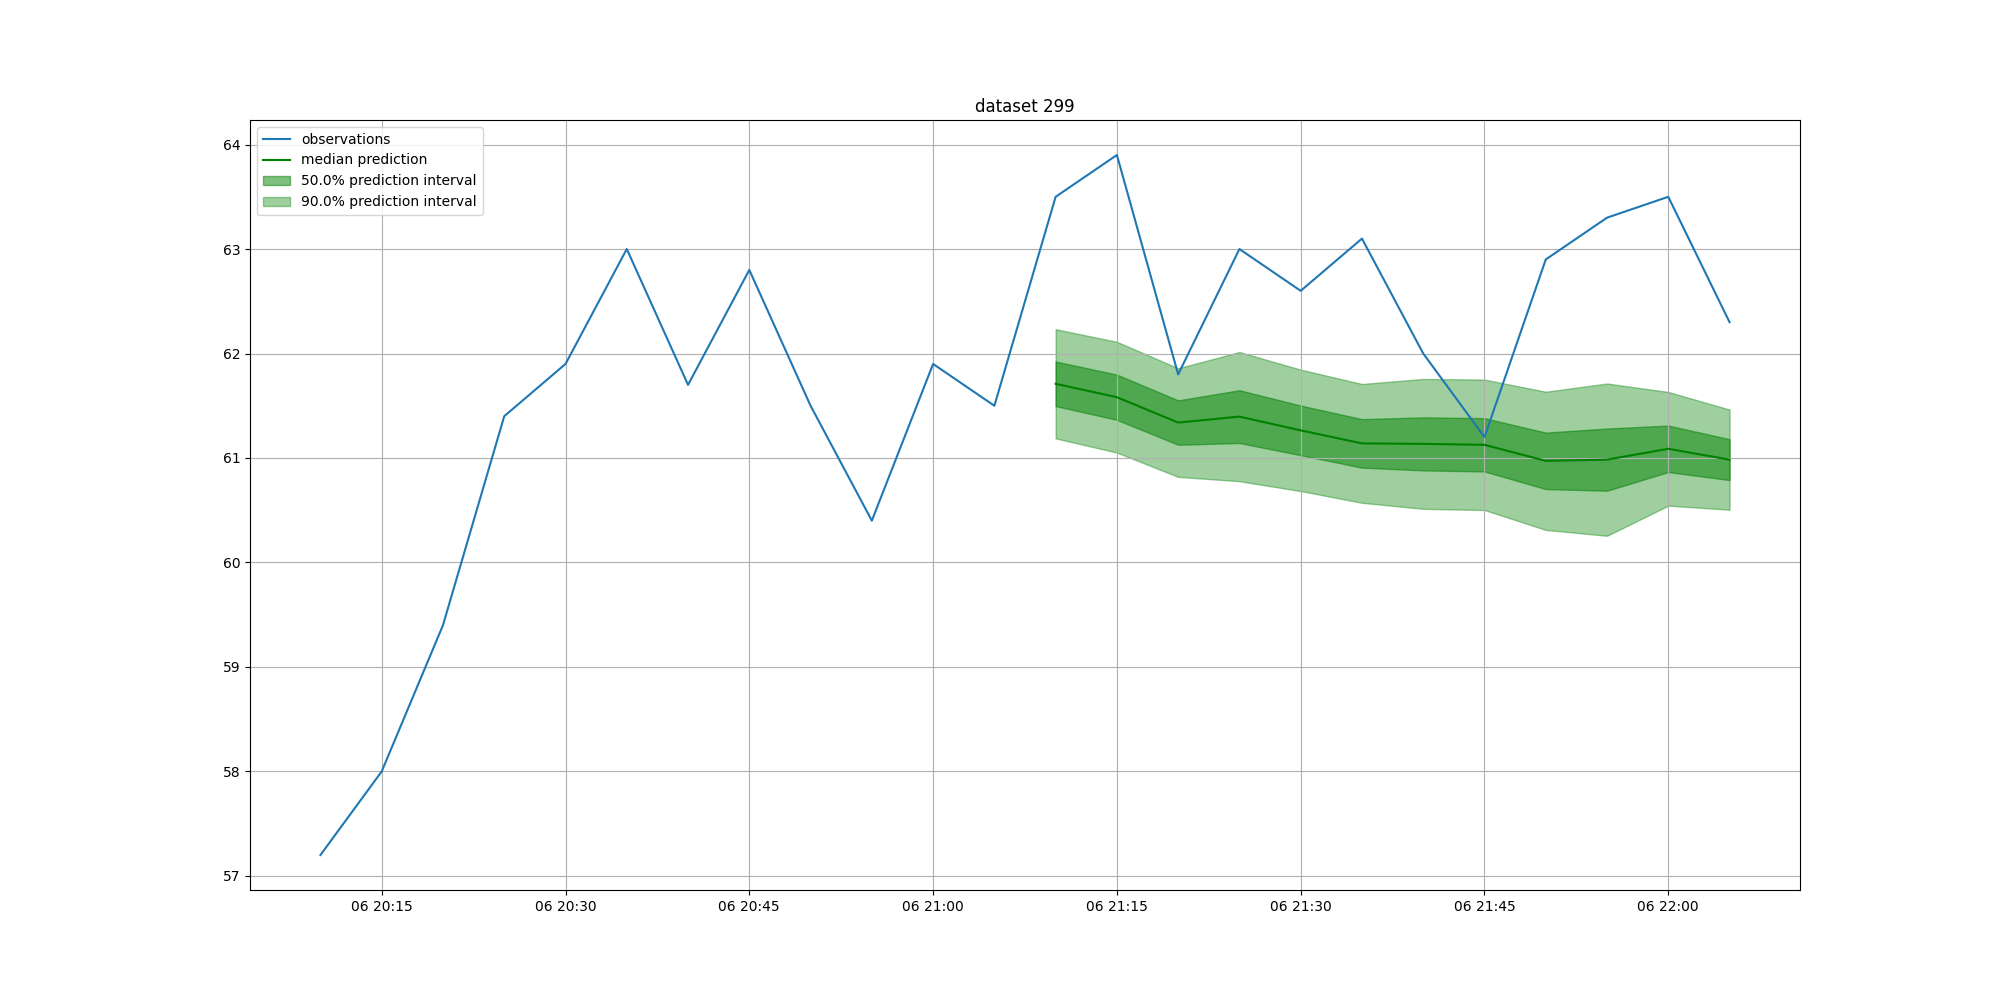 dataset 299
observations
median prediction
50.0% prediction interval
90.0% prediction interval
64
63
62
61
60
59
58
57
06 20:15 06 20:30 06 20:45 06 21:00 06 21:15 06 21:30 06 21:45 06 22:00